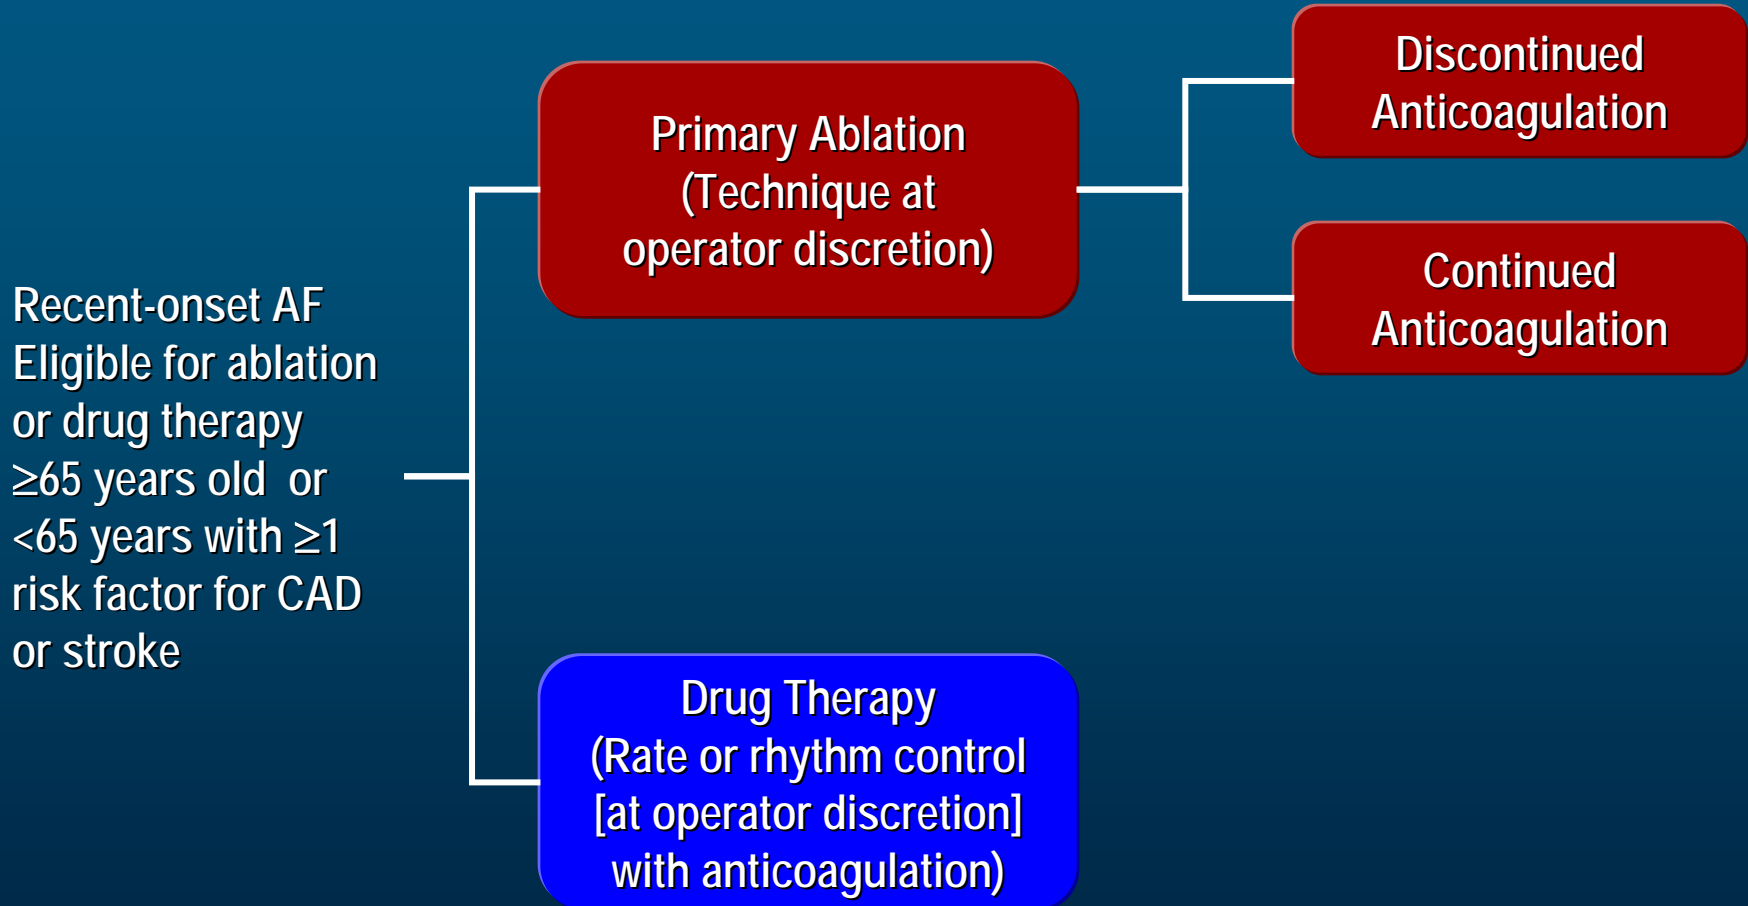 Recent-onset AF
Eligible for ablation
or drug therapy
≥65 years old or
<65 years with ≥1
risk factor for CAD
or stroke
Primary Ablation
(Technique at
operator discretion)
Discontinued
Anticoagulation
Continued
Anticoagulation
Drug Therapy
(Rate or rhythm control
[at operator discretion]
with anticoagulation)